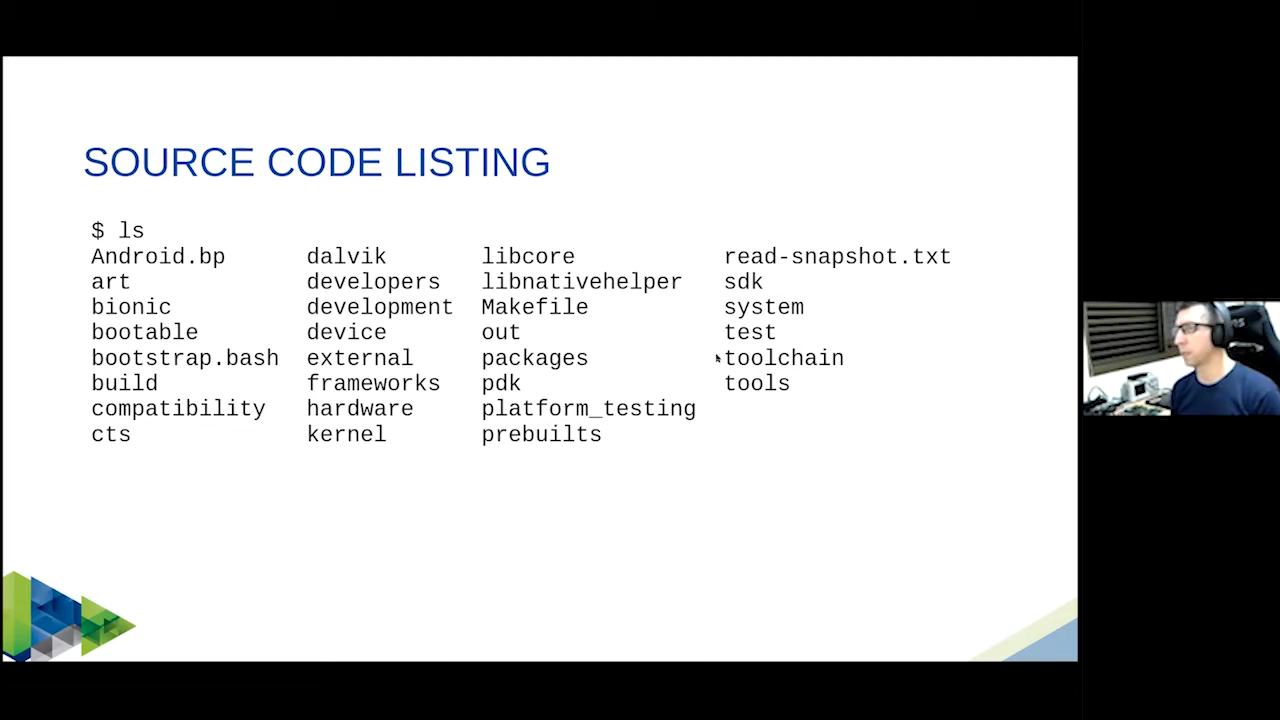 SOURCE CODE LISTING
$ ls
Android.bp dalvik libcore read-snapshot.txt
art developers libnativehelper sdk
bionic development Makefile system
bootable device out test
bootstrap.bash external packages toolchain
build frameworks pdk tools
compatibility hardware platform_testing
cts kernel prebuilts